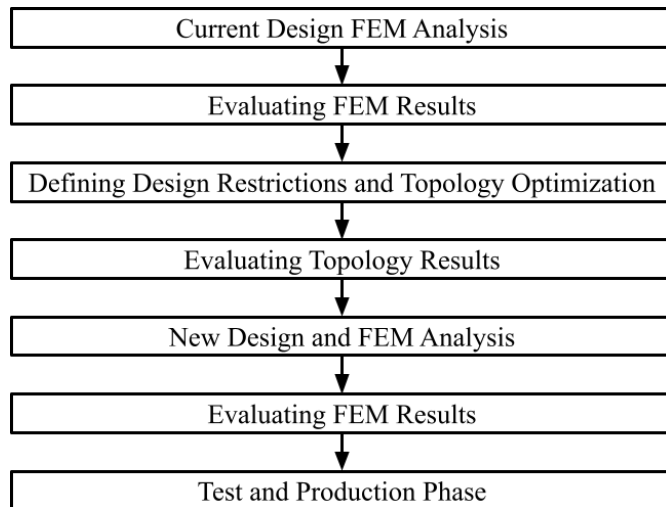 Current Design FEM Analysis
Evaluating FEM Results
Defining Design Restrictions and Topology Optimization
Evaluating Topology Results
New Design and FEM Analysis
Evaluating FEM Results
Test and Production Phase